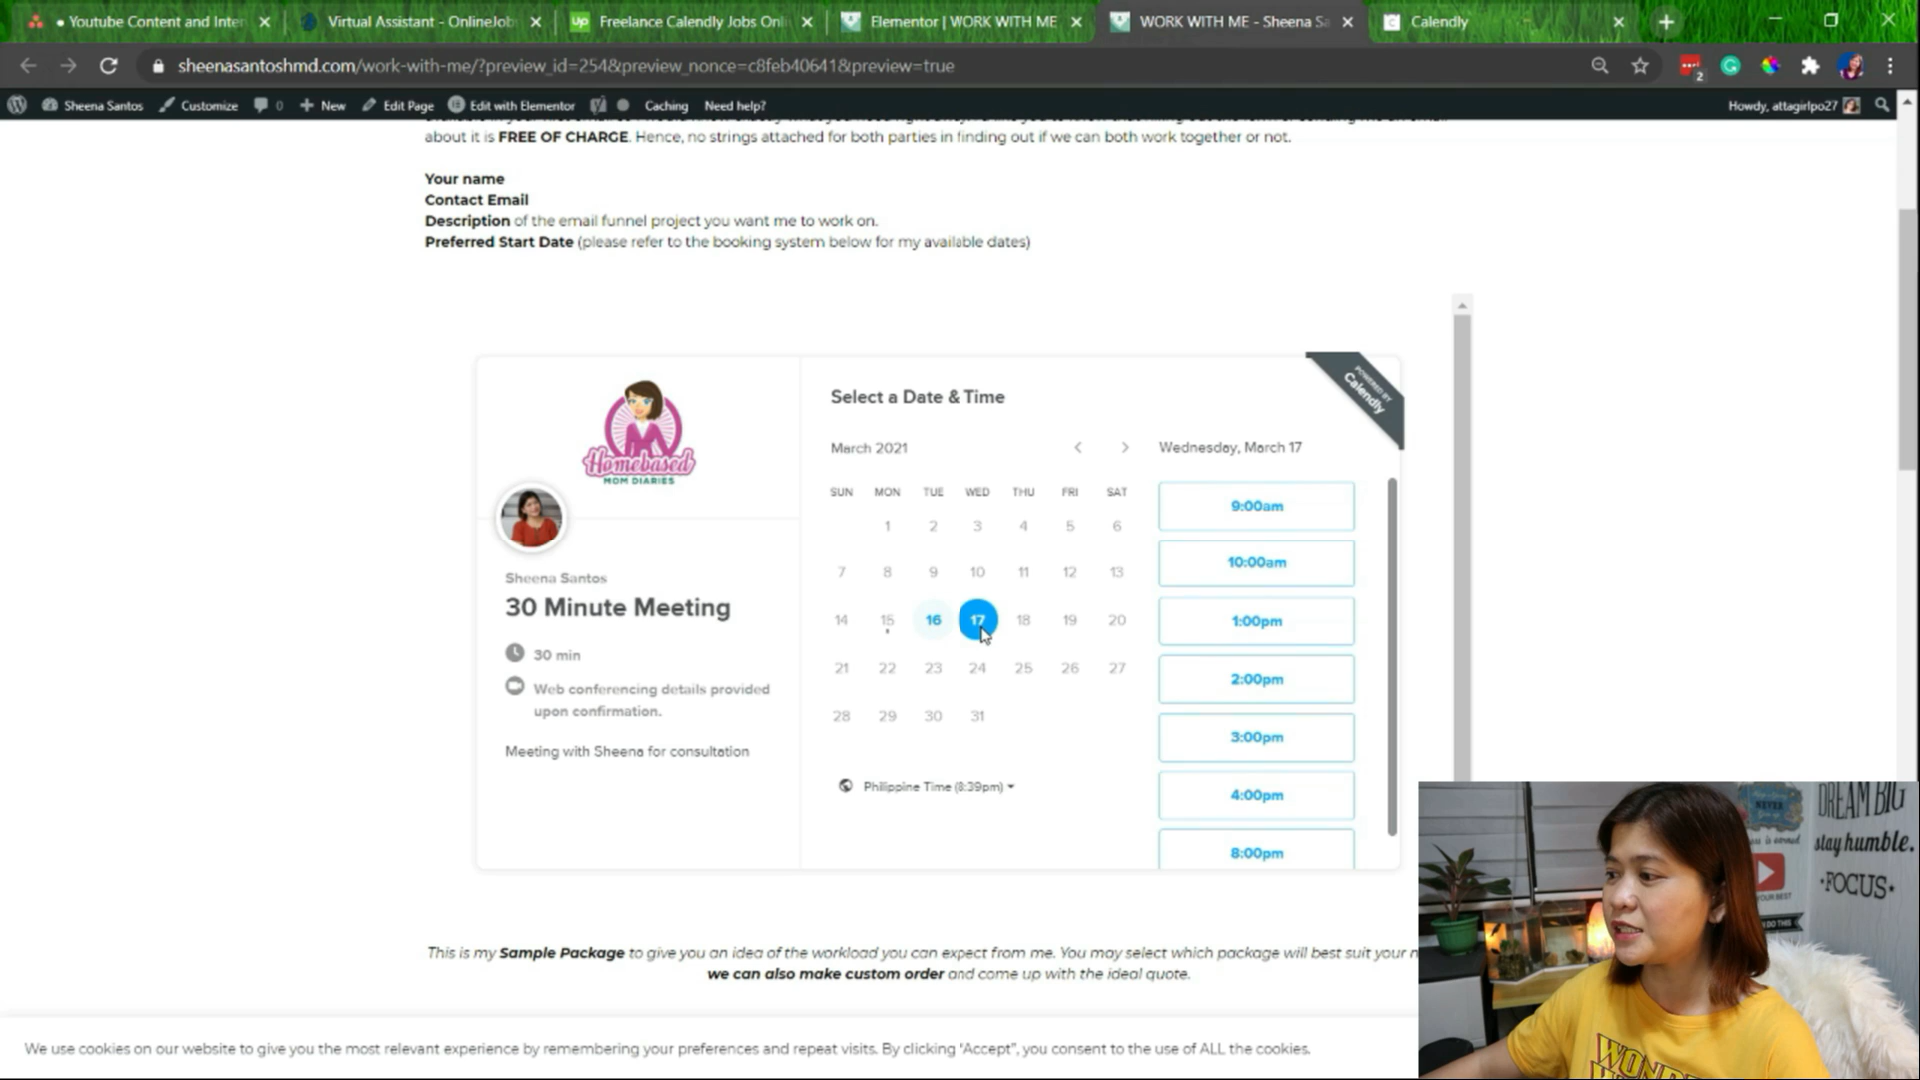 Youtube Content and Inter
Virtual Assistant - OnlineJob
Freelance Calendly Jobs Onli
Elementor | WORK WITH ME
WORK WITH ME - Sheena Sa
Calendly
sheenasantoshmd.com/work-with-me/?preview_id=254&preview_nonce=c8feb40641&preview=true
2
Sheena Santos
Customize
0
New
Edit Page
Edit with Elementor
Caching
Need help?
Howdy, attagirlpo27
about it is FREE OF CHARGE. Hence, no strings attached for both parties in finding out if we can both work together or not.
Your name
Contact Email
Description of the email funnel project you want me to work on.
Preferred Start Date (please refer to the booking system below for my available dates)
Homebased
MOM DIARIES
Sheena Santos
30 Minute Meeting
30 min
Web conferencing details provided
upon confirmation.
Meeting with Sheena for consultation
Select a Date & Time
POWERED BY
Calendly
March 2021
SUN MON TUE WED THU FRI SAT
1 2 3 4 5 6
7 8 9 10 11 12 13
14 15 16 17 18 19 20
21 22 23 24 25 26 27
28 29 30 31
Philippine Time (8:39pm)
Wednesday, March 17
9:00am
10:00am
1:00pm
2:00pm
3:00pm
4:00pm
8:00pm
This is my Sample Package to give you an idea of the workload you can expect from me. You may select which package will best suit your
we can also make custom order and come up with the ideal quote.
We use cookies on our website to give you the most relevant experience by remembering your preferences and repeat visits. By clicking "Accept", you consent to the use of ALL the cookies.
DREAM BIG
stay humble.
•FOCUS•
NEVER
YOUR BEST
DO THIS